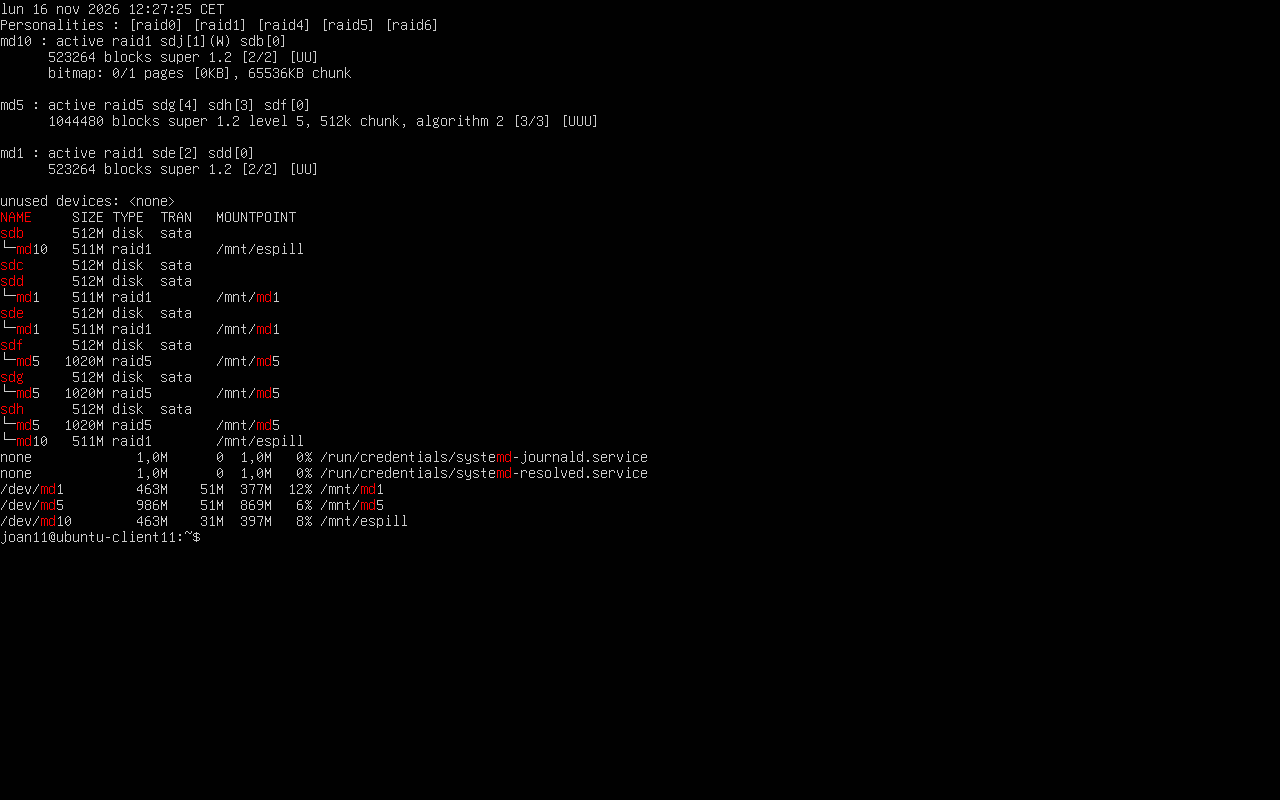 lun 16 nov 2026 12:27:25 CET
Personalities : [raid0] [raid1] [raid4] [raid5] [raid6]
md10 : active raid1 sdj[1](W) sdb[0]
      523264 blocks super 1.2 [2/2] [UU]
      bitmap: 0/1 pages [0KB], 65536KB chunk

md5 : active raid5 sdg[4] sdh[3] sdf[0]
      1044480 blocks super 1.2 level 5, 512k chunk, algorithm 2 [3/3] [UUU]

md1 : active raid1 sde[2] sdd[0]
      523264 blocks super 1.2 [2/2] [UU]

unused devices: <none>
NAME     SIZE TYPE  TRAN   MOUNTPOINT
sdb      512M disk  sata
└─md10   511M raid1        /mnt/espill
sdc      512M disk  sata
sdd      512M disk  sata
└─md1    511M raid1        /mnt/md1
sde      512M disk  sata
└─md1    511M raid1        /mnt/md1
sdf      512M disk  sata
└─md5   1020M raid5        /mnt/md5
sdg      512M disk  sata
└─md5   1020M raid5        /mnt/md5
sdh      512M disk  sata
└─md5   1020M raid5        /mnt/md5
└─md10   511M raid1        /mnt/espill
none             1,0M      0  1,0M   0% /run/credentials/systemd-journald.service
none             1,0M      0  1,0M   0% /run/credentials/systemd-resolved.service
/dev/md1         463M    51M  377M  12% /mnt/md1
/dev/md5         986M    51M  869M   6% /mnt/md5
/dev/md10        463M    31M  397M   8% /mnt/espill
joan11@ubuntu-client11:~$